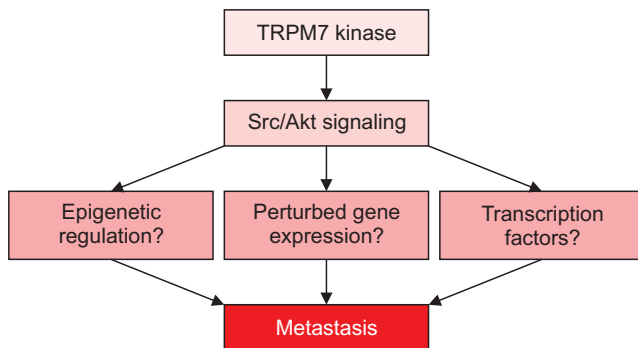 TRPM7 kinase
Src/Akt signaling
Epigenetic
regulation?
Perturbed gene
expression?
Transcription
factors?
Metastasis